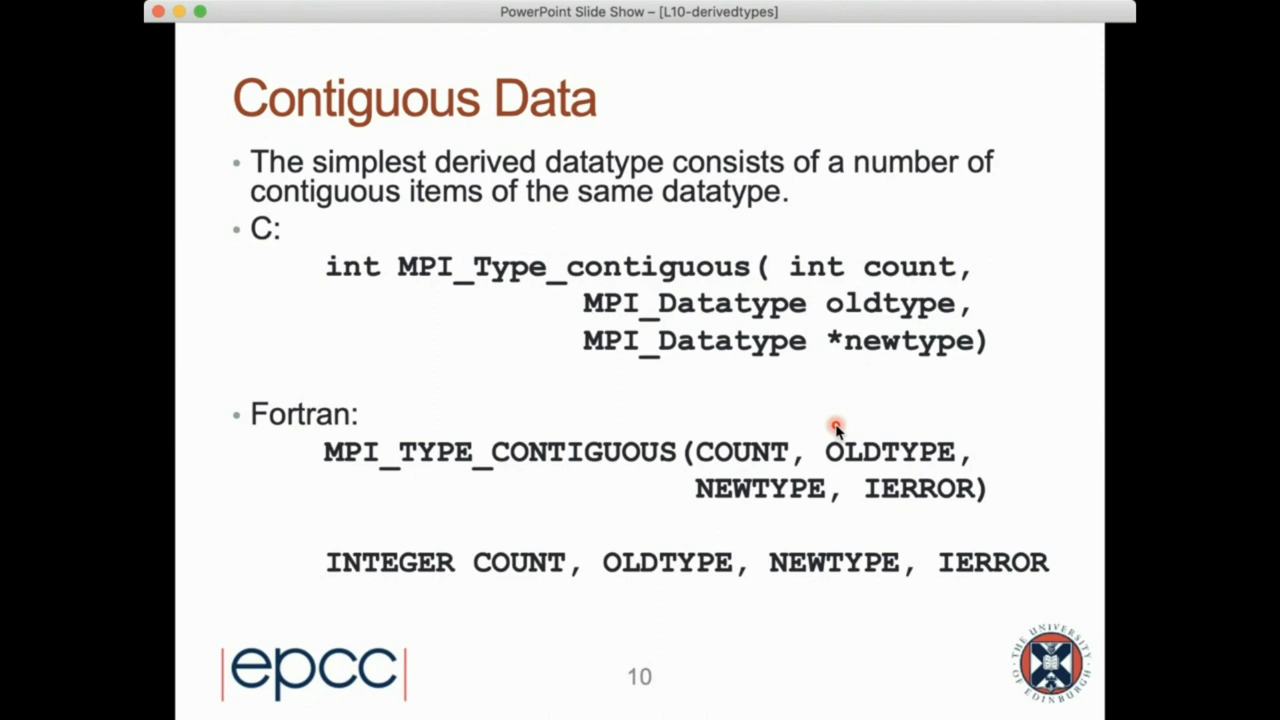 PowerPoint Slide Show – [L10-derivedtypes]
Contiguous Data
• The simplest derived datatype consists of a number of
contiguous items of the same datatype.
• C:
int MPI_Type_contiguous( int count,
MPI_Datatype oldtype,
MPI_Datatype *newtype)
• Fortran:
MPI_TYPE_CONTIGUOUS(COUNT, OLDTYPE,
NEWTYPE, IERROR)
INTEGER COUNT, OLDTYPE, NEWTYPE, IERROR
epcc
10
THE UNIVERSITY OF EDINBURGH